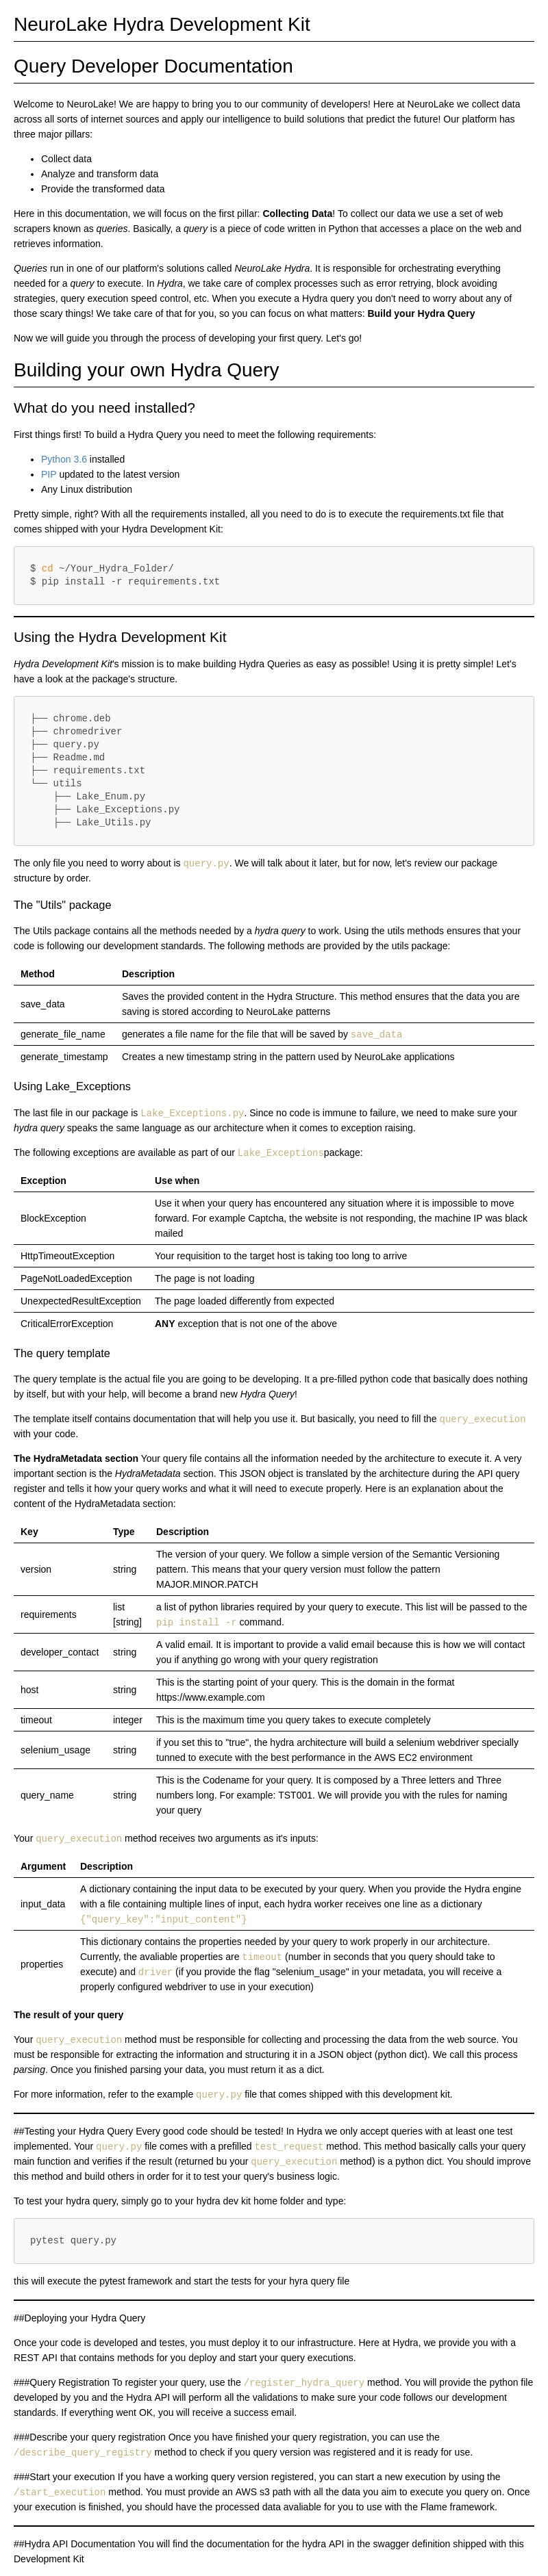 NeuroLake Hydra Development Kit
Query Developer Documentation
Welcome to NeuroLake! We are happy to bring you to our community of developers! Here at NeuroLake we collect data
across all sorts of internet sources and apply our intelligence to build solutions that predict the future! Our platform has
three major pillars:
• Collect data
• Analyze and transform data
• Provide the transformed data
Here in this documentation, we will focus on the first pillar: Collecting Data! To collect our data we use a set of web
scrapers known as queries. Basically, a query is a piece of code written in Python that accesses a place on the web and
retrieves information.
Queries run in one of our platform's solutions called NeuroLake Hydra. It is responsible for orchestrating everything
needed for a query to execute. In Hydra, we take care of complex processes such as error retrying, block avoiding
strategies, query execution speed control, etc. When you execute a Hydra query you don't need to worry about any of
those scary things! We take care of that for you, so you can focus on what matters: Build your Hydra Query
Now we will guide you through the process of developing your first query. Let's go!
Building your own Hydra Query
What do you need installed?
First things first! To build a Hydra Query you need to meet the following requirements:
• Python 3.6 installed
• PIP updated to the latest version
• Any Linux distribution
Pretty simple, right? With all the requirements installed, all you need to do is to execute the requirements.txt file that
comes shipped with your Hydra Development Kit:
$ cd ~/Your_Hydra_Folder/
$ pip install -r requirements.txt
Using the Hydra Development Kit
Hydra Development Kit's mission is to make building Hydra Queries as easy as possible! Using it is pretty simple! Let's
have a look at the package's structure.
├── chrome.deb
├── chromedriver
├── query.py
├── Readme.md
├── requirements.txt
└── utils
    ├── Lake_Enum.py
    ├── Lake_Exceptions.py
    ├── Lake_Utils.py
The only file you need to worry about is query.py. We will talk about it later, but for now, let's review our package
structure by order.
The "Utils" package
The Utils package contains all the methods needed by a hydra query to work. Using the utils methods ensures that your
code is following our development standards. The following methods are provided by the utils package:
Method Description
save_data Saves the provided content in the Hydra Structure. This method ensures that the data you are
saving is stored according to NeuroLake patterns
generate_file_name generates a file name for the file that will be saved by save_data
generate_timestamp Creates a new timestamp string in the pattern used by NeuroLake applications
Using Lake_Exceptions
The last file in our package is Lake_Exceptions.py. Since no code is immune to failure, we need to make sure your
hydra query speaks the same language as our architecture when it comes to exception raising.
The following exceptions are available as part of our Lake_Exceptionspackage:
Exception Use when
BlockException Use it when your query has encountered any situation where it is impossible to move
forward. For example Captcha, the website is not responding, the machine IP was black
mailed
HttpTimeoutException Your requisition to the target host is taking too long to arrive
PageNotLoadedException The page is not loading
UnexpectedResultException The page loaded differently from expected
CriticalErrorException ANY exception that is not one of the above
The query template
The query template is the actual file you are going to be developing. It a pre-filled python code that basically does nothing
by itself, but with your help, will become a brand new Hydra Query!
The template itself contains documentation that will help you use it. But basically, you need to fill the query_execution
with your code.
The HydraMetadata section Your query file contains all the information needed by the architecture to execute it. A very
important section is the HydraMetadata section. This JSON object is translated by the architecture during the API query
register and tells it how your query works and what it will need to execute properly. Here is an explanation about the
content of the HydraMetadata section:
Key Type Description
version string The version of your query. We follow a simple version of the Semantic Versioning
pattern. This means that your query version must follow the pattern
MAJOR.MINOR.PATCH
requirements list [string] a list of python libraries required by your query to execute. This list will be passed to the
pip install -r command.
developer_contact string A valid email. It is important to provide a valid email because this is how we will contact
you if anything go wrong with your query registration
host string This is the starting point of your query. This is the domain in the format
https://www.example.com
timeout integer This is the maximum time you query takes to execute completely
selenium_usage string if you set this to "true", the hydra architecture will build a selenium webdriver specially
tunned to execute with the best performance in the AWS EC2 environment
query_name string This is the Codename for your query. It is composed by a Three letters and Three
numbers long. For example: TST001. We will provide you with the rules for naming
your query
Your query_execution method receives two arguments as it's inputs:
Argument Description
input_data A dictionary containing the input data to be executed by your query. When you provide the Hydra engine
with a file containing multiple lines of input, each hydra worker receives one line as a dictionary
{"query_key":"input_content"}
properties This dictionary contains the properties needed by your query to work properly in our architecture.
Currently, the avaliable properties are timeout (number in seconds that you query should take to
execute) and driver (if you provide the flag "selenium_usage" in your metadata, you will receive a
properly configured webdriver to use in your execution)
The result of your query
Your query_execution method must be responsible for collecting and processing the data from the web source. You
must be responsible for extracting the information and structuring it in a JSON object (python dict). We call this process
parsing. Once you finished parsing your data, you must return it as a dict.
For more information, refer to the example query.py file that comes shipped with this development kit.
##Testing your Hydra Query Every good code should be tested! In Hydra we only accept queries with at least one test
implemented. Your query.py file comes with a prefilled test_request method. This method basically calls your query
main function and verifies if the result (returned bu your query_execution method) is a python dict. You should improve
this method and build others in order for it to test your query's business logic.
To test your hydra query, simply go to your hydra dev kit home folder and type:
pytest query.py
this will execute the pytest framework and start the tests for your hyra query file
##Deploying your Hydra Query
Once your code is developed and testes, you must deploy it to our infrastructure. Here at Hydra, we provide you with a
REST API that contains methods for you deploy and start your query executions.
###Query Registration To register your query, use the /register_hydra_query method. You will provide the python file
developed by you and the Hydra API will perform all the validations to make sure your code follows our development
standards. If everything went OK, you will receive a success email.
###Describe your query registration Once you have finished your query registration, you can use the
/describe_query_registry method to check if you query version was registered and it is ready for use.
###Start your execution If you have a working query version registered, you can start a new execution by using the
/start_execution method. You must provide an AWS s3 path with all the data you aim to execute you query on. Once
your execution is finished, you should have the processed data avaliable for you to use with the Flame framework.
##Hydra API Documentation You will find the documentation for the hydra API in the swagger definition shipped with this
Development Kit